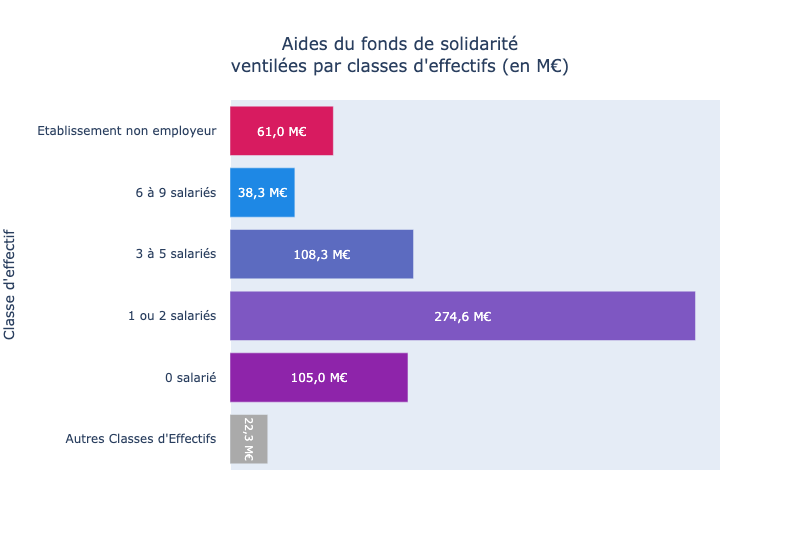 Aides du fonds de solidarité
ventilées par classes d'effectifs (en M€)
Classe d'effectif
Etablissement non employeur
61,0 M€
6 à 9 salariés
38,3 M€
3 à 5 salariés
108,3 M€
1 ou 2 salariés
274,6 M€
0 salarié
105,0 M€
Autres Classes d'Effectifs
22,3 M€